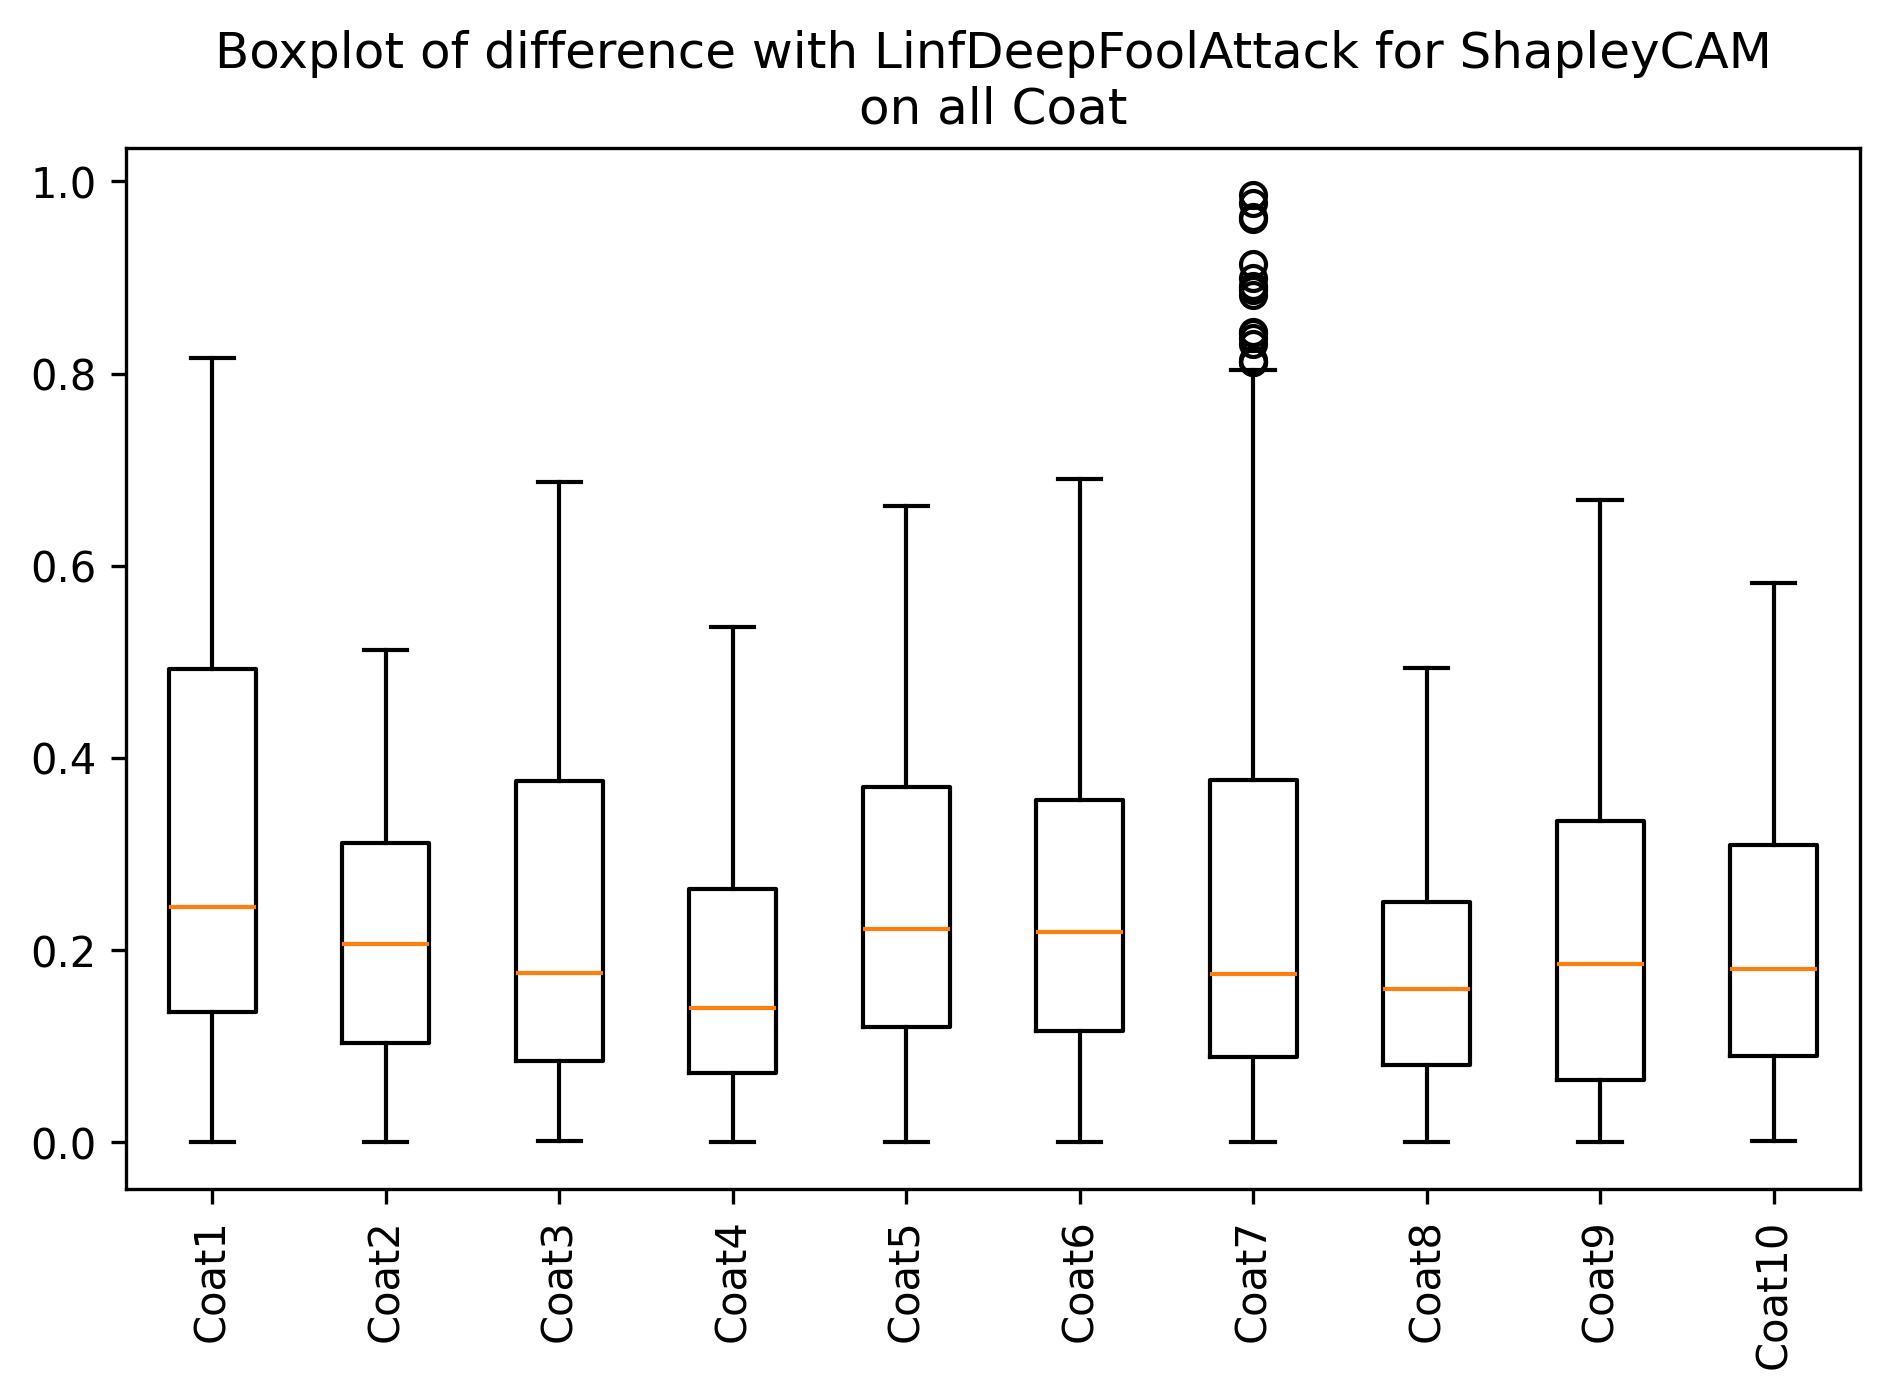 Boxplot of difference with LinfDeepFoolAttack for ShapleyCAM
on all Coat
1.0
0.8
0.6
0.4
0.2
0.0
Coat1
Coat2
Coat3
Coat4
Coat5
Coat6
Coat7
Coat8
Coat9
Coat10